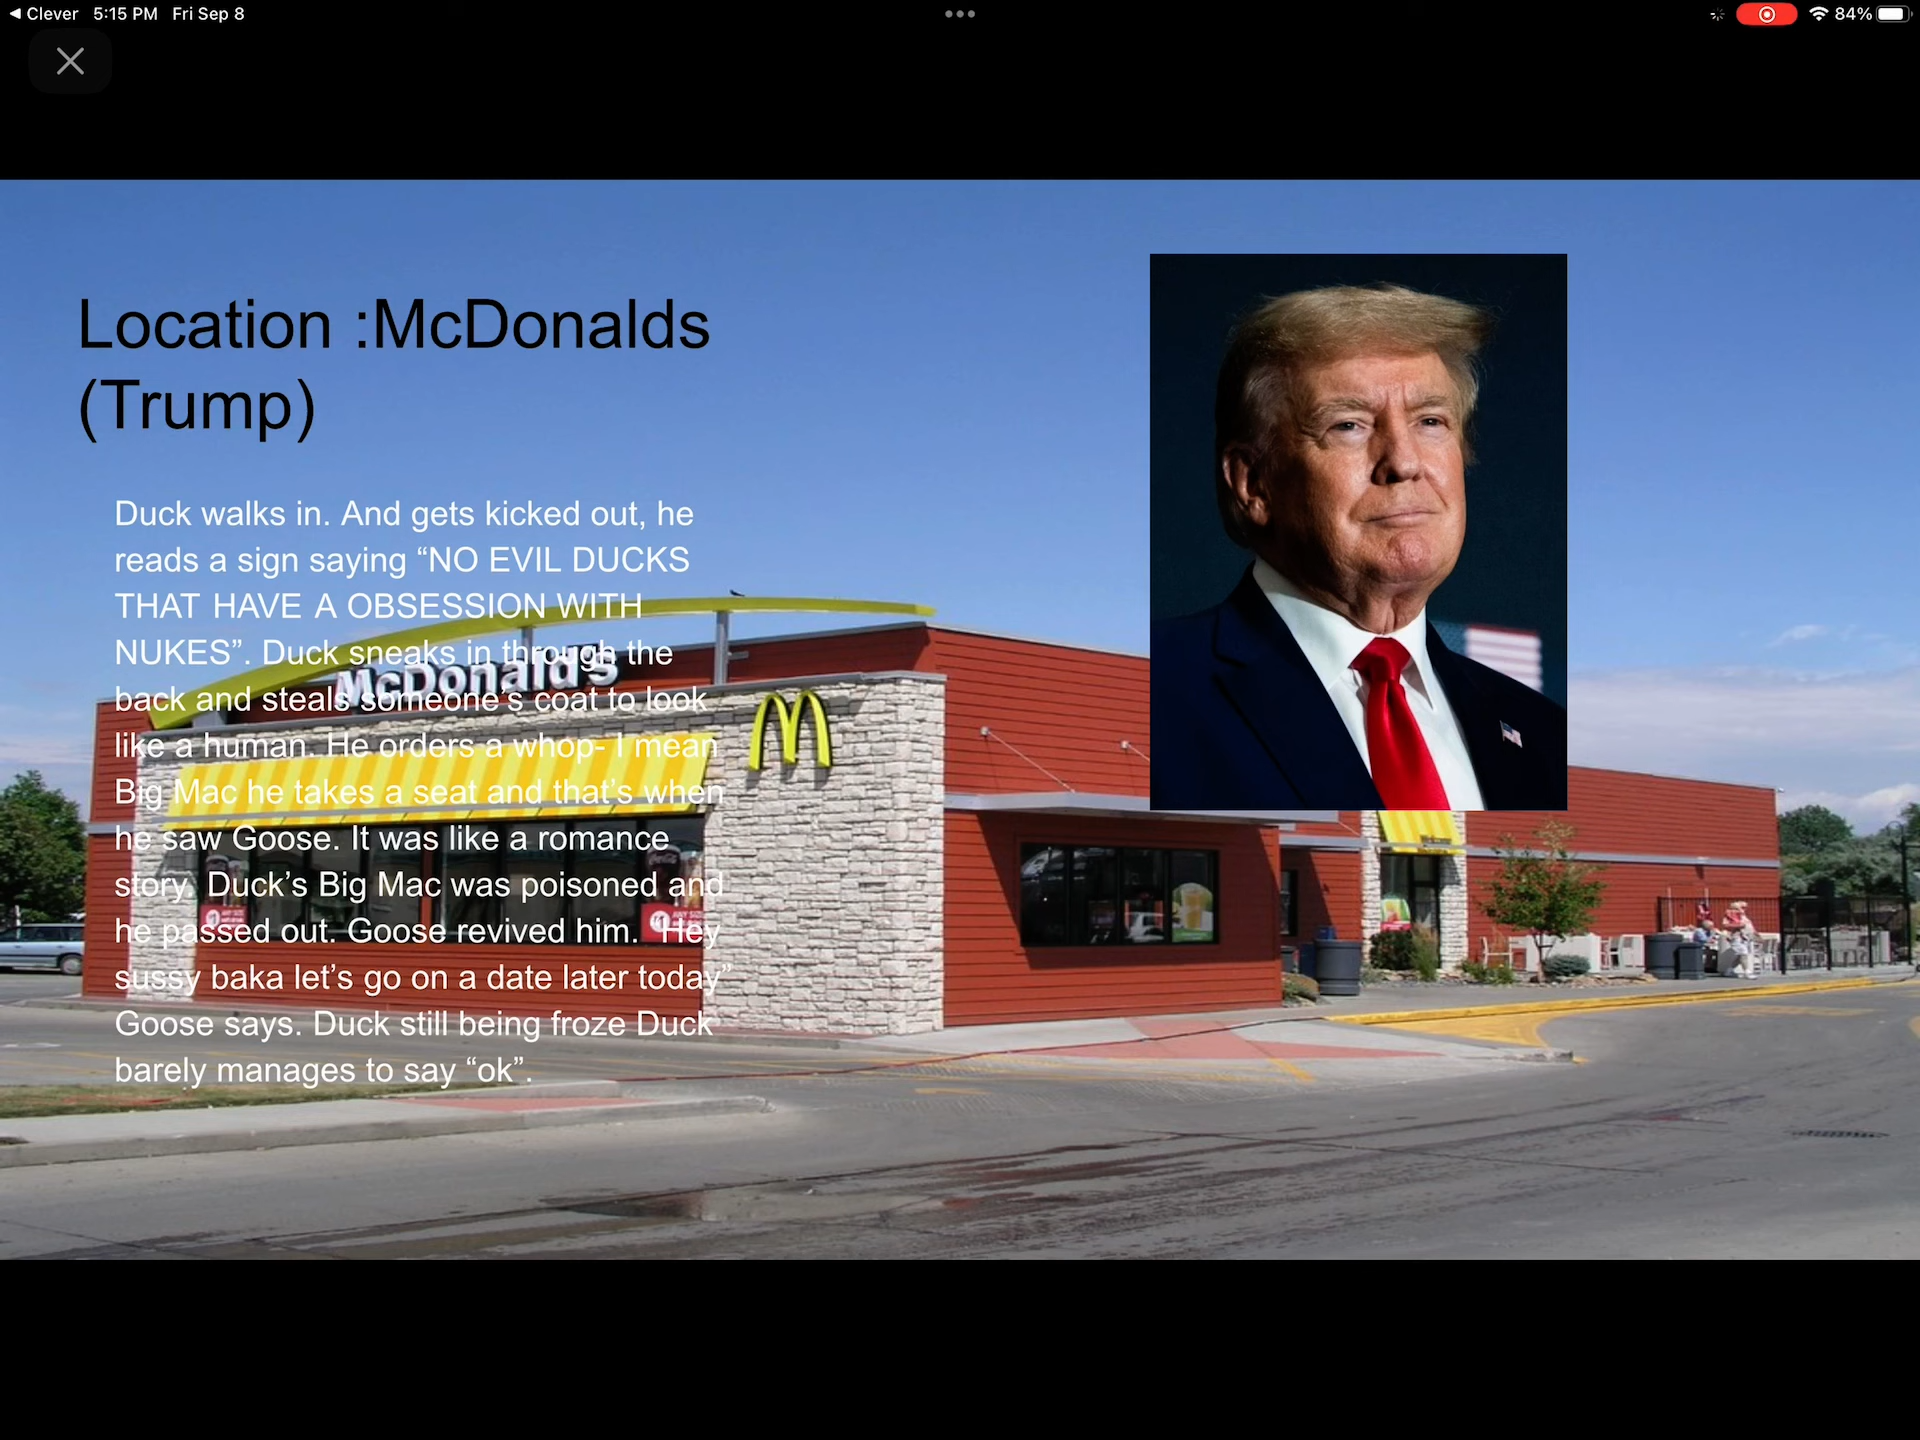 Clever 5:15 PM Fri Sep 8
84%
Location :McDonalds
(Trump)
Duck walks in. And gets kicked out, he
reads a sign saying “NO EVIL DUCKS
THAT HAVE A OBSESSION WITH
NUKES”. Duck sneaks in through the
back and steals someone’s coat to look
like a human. He orders a whop- I mean
Big Mac he takes a seat and that’s when
he saw Goose. It was like a romance
story. Duck’s Big Mac was poisoned and
he passed out. Goose revived him. “Hey
sussy baka let’s go on a date later today”
Goose says. Duck still being froze Duck
barely manages to say “ok”.
McDonald's